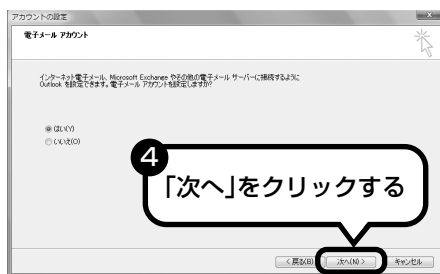 アカウントの設定
電子メール アカウント
インターネット電子メール、Microsoft Exchange やその他の電子メール サーバーに接続するように
Outlook を設定できます。電子メール アカウントを設定しますか?
はい(Y)
いいえ(O)
4
「次へ」をクリックする
< 戻る(B)
次へ(N) >
キャンセル